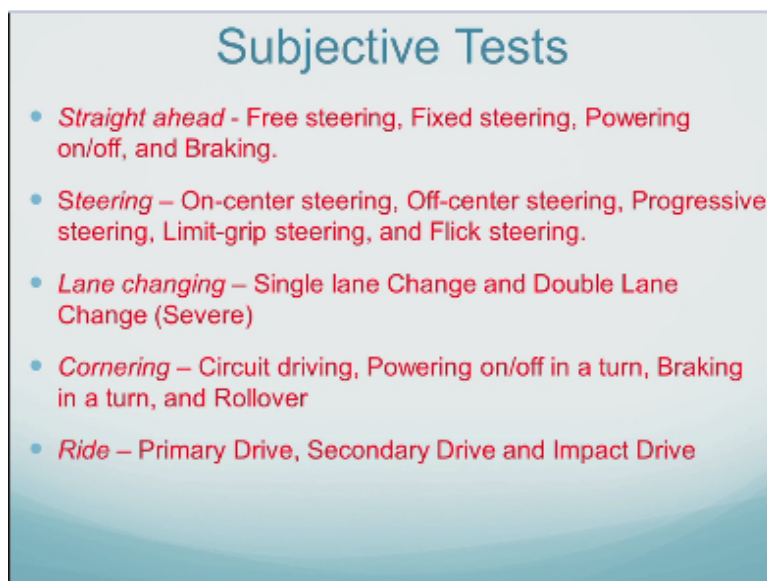 Subjective Tests
• Straight ahead - Free steering, Fixed steering, Powering
on/off, and Braking.
• Steering – On-center steering, Off-center steering, Progressive
steering, Limit-grip steering, and Flick steering.
• Lane changing – Single lane Change and Double Lane
Change (Severe)
• Cornering – Circuit driving, Powering on/off in a turn, Braking
in a turn, and Rollover
• Ride – Primary Drive, Secondary Drive and Impact Drive